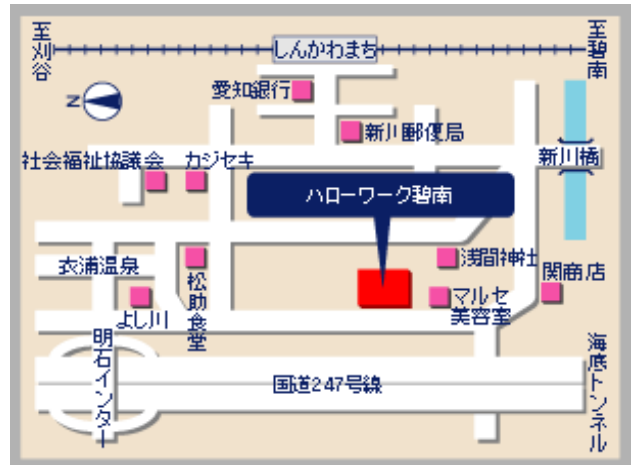 至刈谷
しんかわまち
至碧南
愛知銀行
N
新川郵便局
新川橋
社会福祉協議会
カジセキ
ハローワーク碧南
衣浦温泉
松助食堂
浅間神社
関商店
よし川
マルセ
美容室
明石インター
国道247号線
海底トンネル